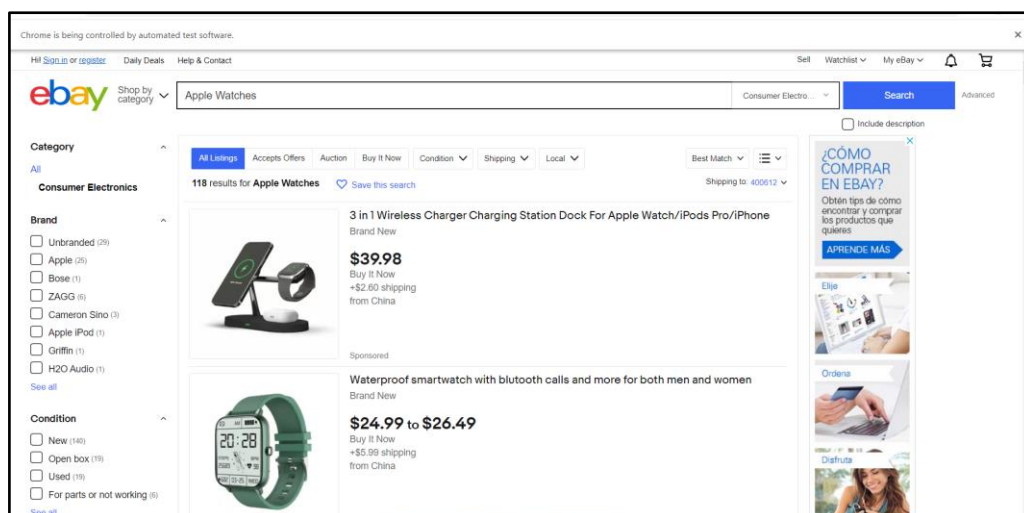 Chrome is being controlled by automated test software.
Hi! Sign in or register Daily Deals Help & Contact Sell Watchlist My eBay
ebay Shop by category Apple Watches Consumer Electro... Search Advanced
Include description
Category
All
Consumer Electronics
Brand
Unbranded (29)
Apple (25)
Bose (1)
ZAGG (6)
Cameron Sino (3)
Apple iPod (1)
Griffin (1)
H2O Audio (1)
See all
Condition
New (140)
Open box (19)
Used (19)
For parts or not working (6)
See all
All Listings Accepts Offers Auction Buy It Now Condition Shipping Local Best Match
118 results for Apple Watches Save this search Shipping to: 400612
3 in 1 Wireless Charger Charging Station Dock For Apple Watch/iPods Pro/iPhone
Brand New
$39.98
Buy It Now
+$2.60 shipping
from China
Sponsored
Waterproof smartwatch with blutooth calls and more for both men and women
Brand New
$24.99 to $26.49
Buy It Now
+$5.99 shipping
from China
20:28
¿CÓMO
COMPRAR
EN EBAY?
Obtén tips de cómo
encontrar y comprar
los productos que
quieres
APRENDE MÁS
Elije
Ordena
Disfruta